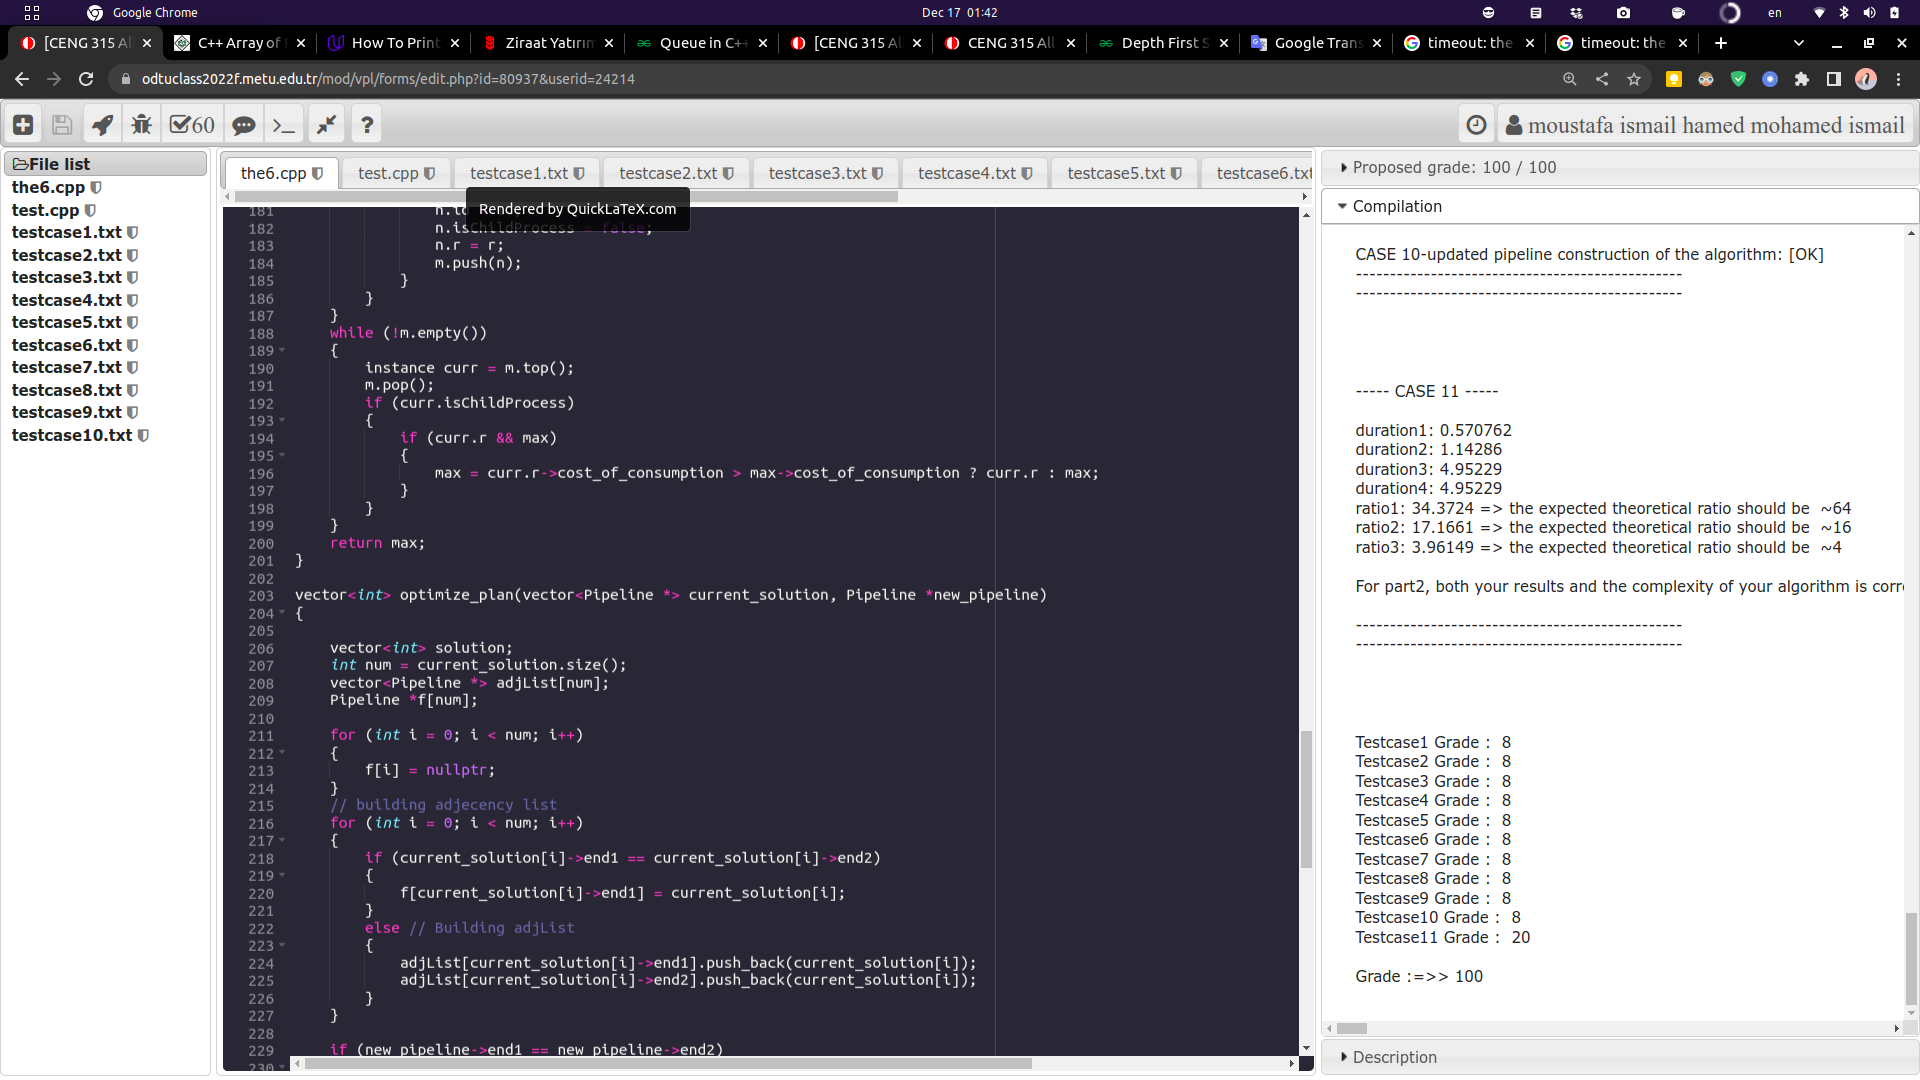 Google Chrome
Dec 17 01:42
en
[CENG 315 Al
C++ Array of
How To Print
Ziraat Yatırım
Queue in C++
[CENG 315 Al
CENG 315 All
Depth First S
Google Trans
timeout: the
timeout: the
odtuclass2022f.metu.edu.tr/mod/vpl/forms/edit.php?id=80937&userid=24214
60
>_
?
moustafa ismail hamed mohamed ismail
File list
the6.cpp
test.cpp
testcase1.txt
testcase2.txt
testcase3.txt
testcase4.txt
testcase5.txt
testcase6.txt
testcase7.txt
testcase8.txt
testcase9.txt
testcase10.txt
the6.cpp
test.cpp
testcase1.txt
testcase2.txt
testcase3.txt
testcase4.txt
testcase5.txt
testcase6.txt
Rendered by QuickLaTeX.com
181 n.id
182 n.isChildProcess = false;
183 n.r = r;
184 m.push(n);
185 }
186 }
187 }
188 while (!m.empty())
189 {
190 instance curr = m.top();
191 m.pop();
192 if (curr.isChildProcess)
193 {
194 if (curr.r && max)
195 {
196 max = curr.r->cost_of_consumption > max->cost_of_consumption ? curr.r : max;
197 }
198 }
199 }
200 return max;
201 }
202
203 vector<int> optimize_plan(vector<Pipeline *> current_solution, Pipeline *new_pipeline)
204 {
205
206 vector<int> solution;
207 int num = current_solution.size();
208 vector<Pipeline *> adjList[num];
209 Pipeline *f[num];
210
211 for (int i = 0; i < num; i++)
212 {
213 f[i] = nullptr;
214 }
215 // building adjecency list
216 for (int i = 0; i < num; i++)
217 {
218 if (current_solution[i]->end1 == current_solution[i]->end2)
219 {
220 f[current_solution[i]->end1] = current_solution[i];
221 }
222 else // Building adjList
223 {
224 adjList[current_solution[i]->end1].push_back(current_solution[i]);
225 adjList[current_solution[i]->end2].push_back(current_solution[i]);
226 }
227 }
228
229 if (new_pipeline->end1 == new_pipeline->end2)
230
Proposed grade: 100 / 100
Compilation
CASE 10-updated pipeline construction of the algorithm: [OK]
------------------------------------------------
------------------------------------------------
----- CASE 11 -----
duration1: 0.570762
duration2: 1.14286
duration3: 4.95229
duration4: 4.95229
ratio1: 34.3724 => the expected theoretical ratio should be ~64
ratio2: 17.1661 => the expected theoretical ratio should be ~16
ratio3: 3.96149 => the expected theoretical ratio should be ~4
For part2, both your results and the complexity of your algorithm is corr
------------------------------------------------
------------------------------------------------
Testcase1 Grade : 8
Testcase2 Grade : 8
Testcase3 Grade : 8
Testcase4 Grade : 8
Testcase5 Grade : 8
Testcase6 Grade : 8
Testcase7 Grade : 8
Testcase8 Grade : 8
Testcase9 Grade : 8
Testcase10 Grade : 8
Testcase11 Grade : 20
Grade :=>> 100
Description